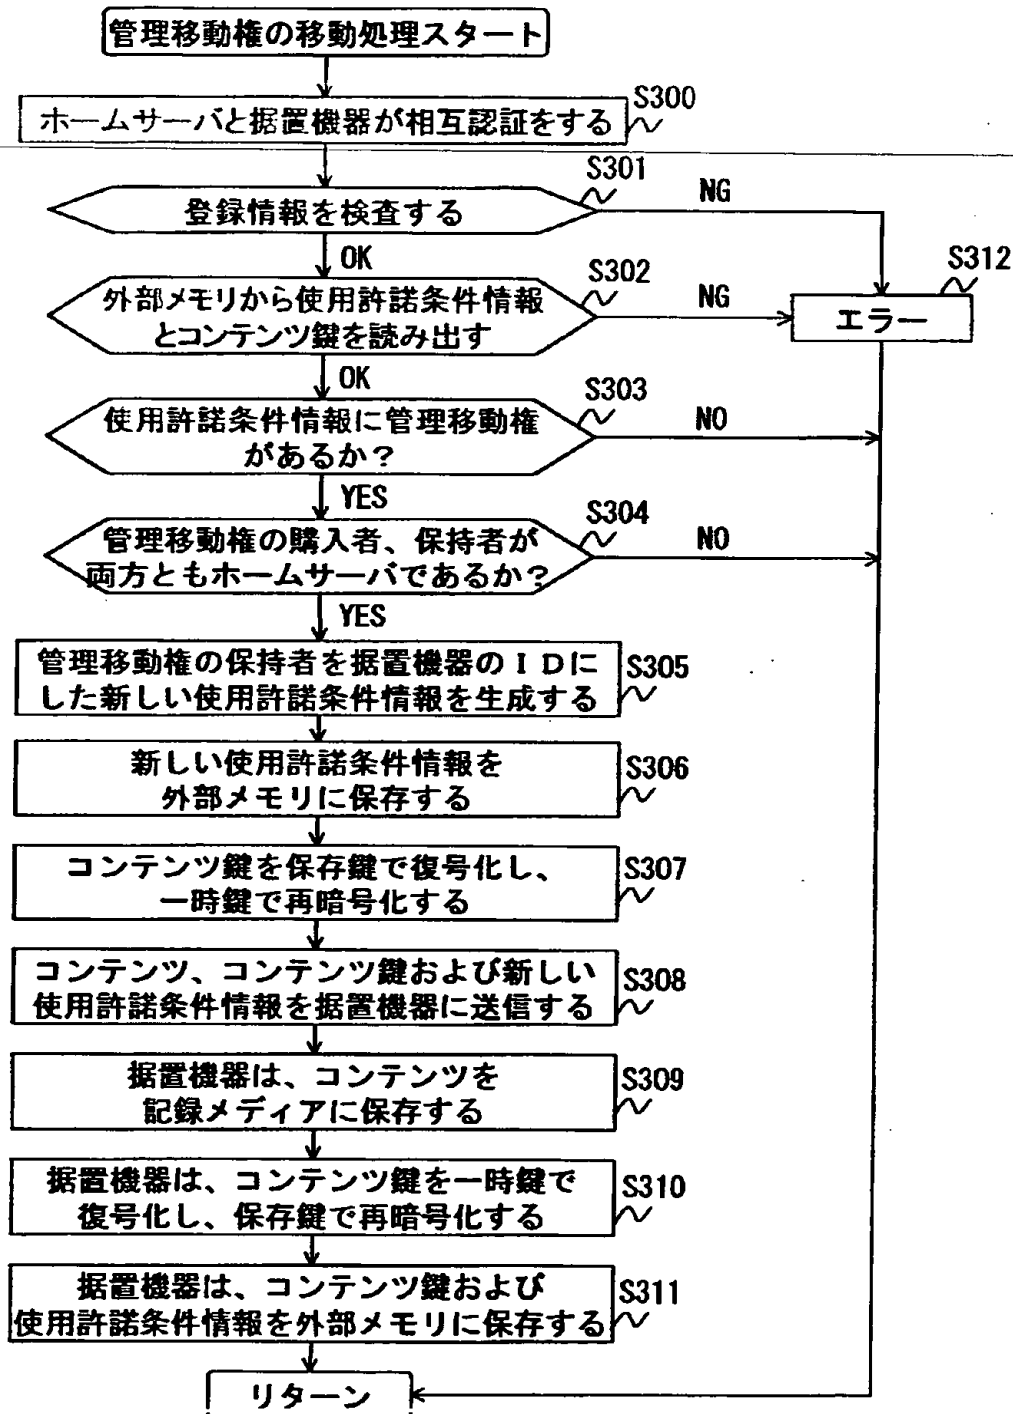 管理移動権の移動処理スタート
S300
ホームサーバと据置機器が相互認証をする
S301
登録情報を検査する
NG
OK
S302
外部メモリから使用許諾条件情報
とコンテンツ鍵を読み出す
NG
S312
エラー
OK
S303
使用許諾条件情報に管理移動権
があるか?
NO
YES
S304
管理移動権の購入者、保持者が
両方ともホームサーバであるか?
NO
YES
S305
管理移動権の保持者を据置機器のIDに
した新しい使用許諾条件情報を生成する
S306
新しい使用許諾条件情報を
外部メモリに保存する
S307
コンテンツ鍵を保存鍵で復号化し、
一時鍵で再暗号化する
S308
コンテンツ、コンテンツ鍵および新しい
使用許諾条件情報を据置機器に送信する
S309
据置機器は、コンテンツを
記録メディアに保存する
S310
据置機器は、コンテンツ鍵を一時鍵で
復号化し、保存鍵で再暗号化する
S311
据置機器は、コンテンツ鍵および
使用許諾条件情報を外部メモリに保存する
リターン